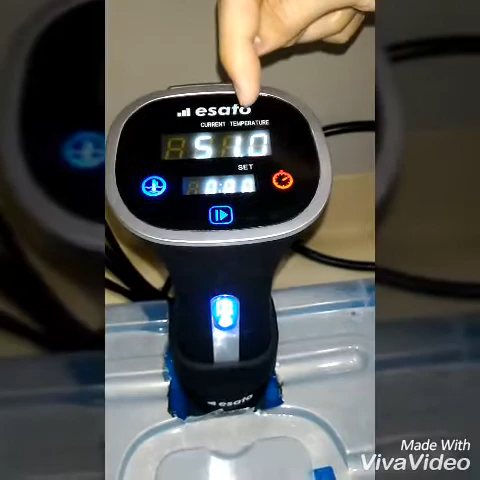 esato
CURRENT TEMPERATURE
51.0
SET
0:00
esato
Made With
VivaVideo